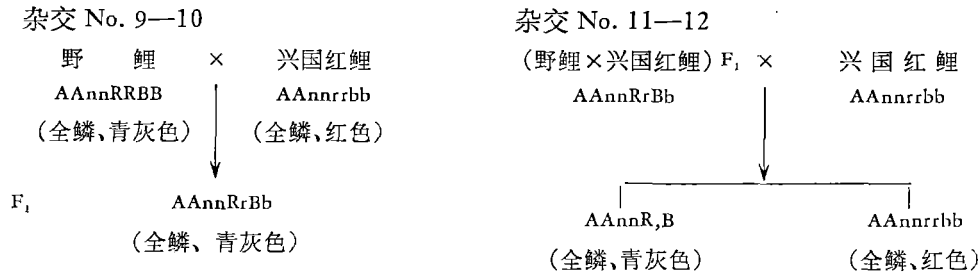 杂交 No. 9—10
野 鲤 × 兴国红鲤
AAnnRRBB AAnnrrbb
(全鳞、青灰色) (全鳞、红色)
F₁ AAnnRrBb
(全鳞、青灰色)
杂交 No. 11—12
(野鲤×兴国红鲤) F₁ × 兴国红鲤
AAnnRrBb AAnnrrbb
AAnnR,B AAnnrrbb
(全鳞、青灰色) (全鳞、红色)